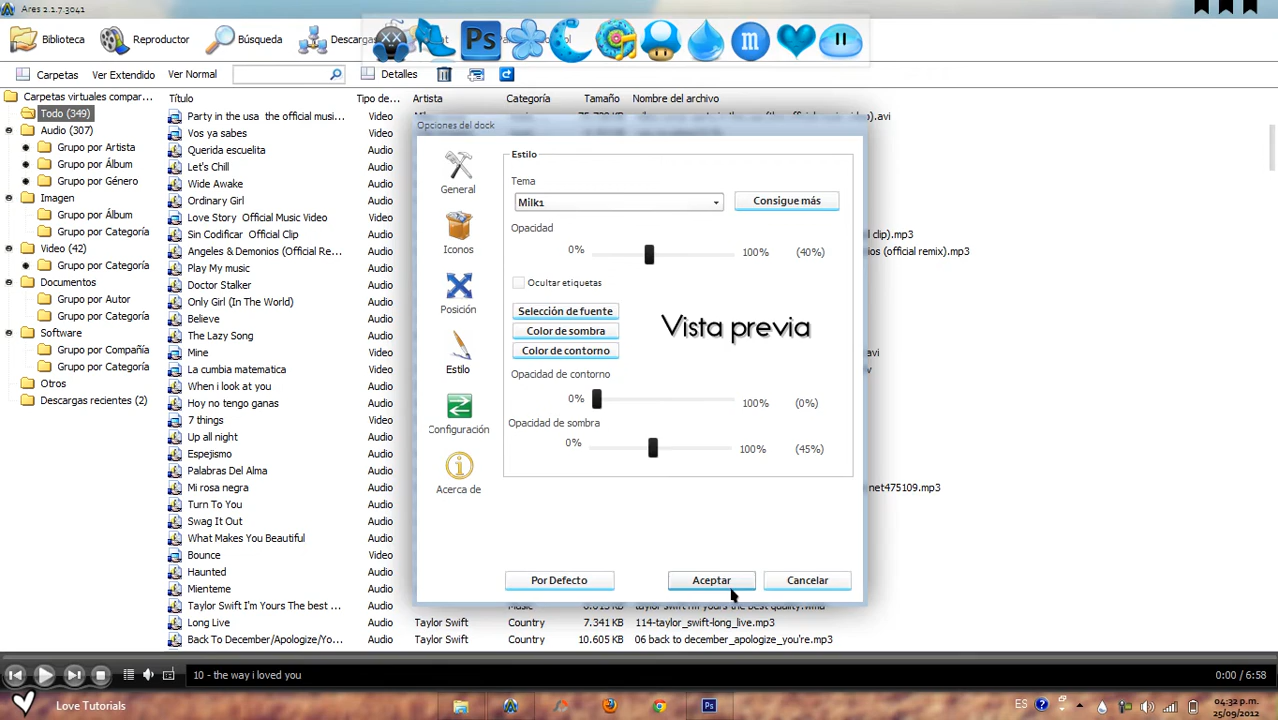 Ares 2.1.7.3041
Biblioteca
Reproductor
Búsqueda
Descargas
Ps
m
Carpetas
Ver Extendido
Ver Normal
Detalles
Carpetas virtuales compar...
Título
Tipo de...
Artista
Categoría
Tamaño
Nombre del archivo
Todo (349)
Audio (307)
Grupo por Artista
Grupo por Álbum
Grupo por Género
Imagen
Grupo por Álbum
Grupo por Categoría
Video (42)
Grupo por Categoría
Documentos
Grupo por Autor
Grupo por Categoría
Software
Grupo por Compañía
Grupo por Categoría
Otros
Descargas recientes (2)
Party in the usa the official musi... Video
Vos ya sabes Audio
Querida escuelita Audio
Let's Chill Audio
Wide Awake Audio
Ordinary Girl Audio
Love Story Official Music Video Video
Sin Codificar Official Clip Audio clip).mp3
Angeles & Demonios (Official Re... Audio os (official remix).mp3
Play My music Audio
Doctor Stalker Audio
Only Girl (In The World) Audio
Believe Audio
The Lazy Song Audio
Mine Video avi
La cumbia matematica Audio
When i look at you Audio
Hoy no tengo ganas Audio
7 things Video
Up all night Audio
Espejismo Audio
Palabras Del Alma Audio
Mi rosa negra Audio net475109.mp3
Turn To You Audio
Swag It Out Audio
What Makes You Beautiful Audio
Bounce Video
Haunted Audio
Mienteme Audio
Taylor Swift I'm Yours The best ... Audio
Long Live Audio Taylor Swift Country 7.341 KB 114-taylor_swift-long_live.mp3
Back To December/Apologize/Yo... Audio Taylor Swift Country 10.605 KB 06 back to december_apologize_you're.mp3
Opciones del dock
General
Iconos
Posición
Estilo
Configuración
Acerca de
Estilo
Tema
Milk1
Consigue más
Opacidad
0% 100% (40%)
Ocultar etiquetas
Selección de fuente
Color de sombra
Color de contorno
Vista previa
Opacidad de contorno
0% 100% (0%)
Opacidad de sombra
0% 100% (45%)
Por Defecto
Aceptar
Cancelar
10 - the way i loved you
0:00 / 6:58
Love Tutorials
Ps
ES
04:32 p.m.
25/09/2012